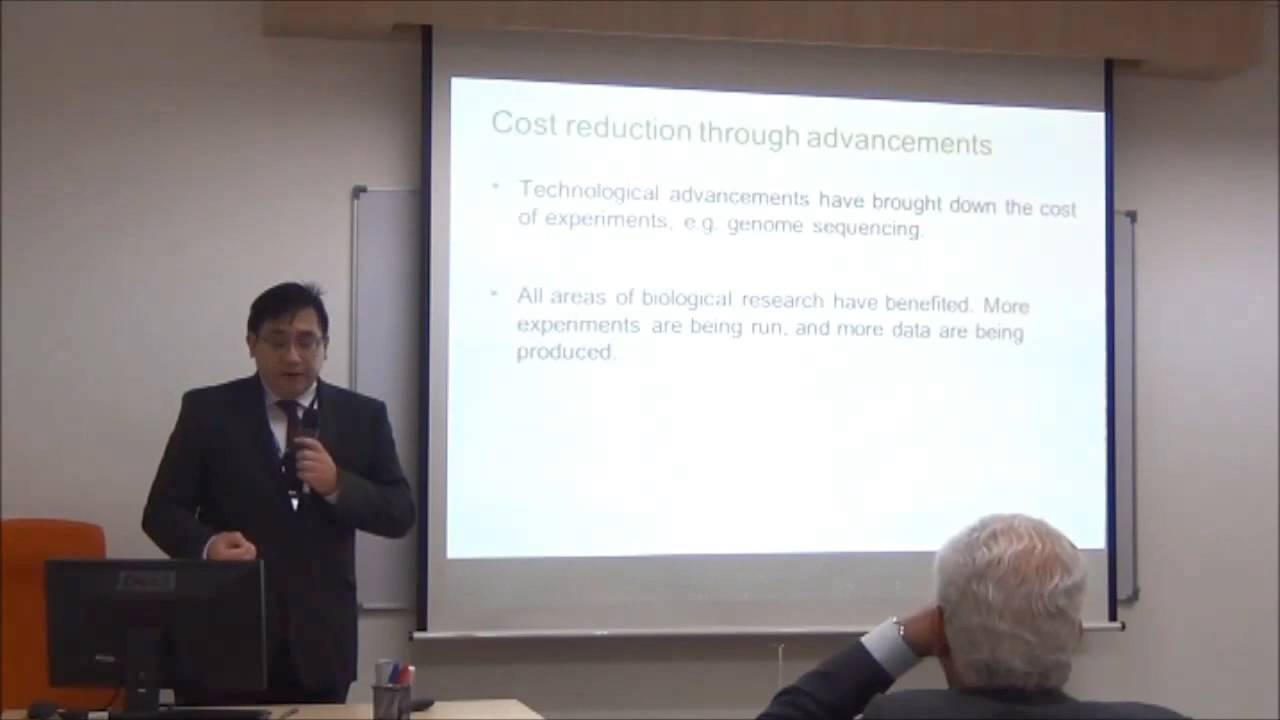 Cost reduction through advancements
• Technological advancements have brought down the cost
of experiments, e.g. genome sequencing.
• All areas of biological research have benefited. More
experiments are being run, and more data are being
produced.